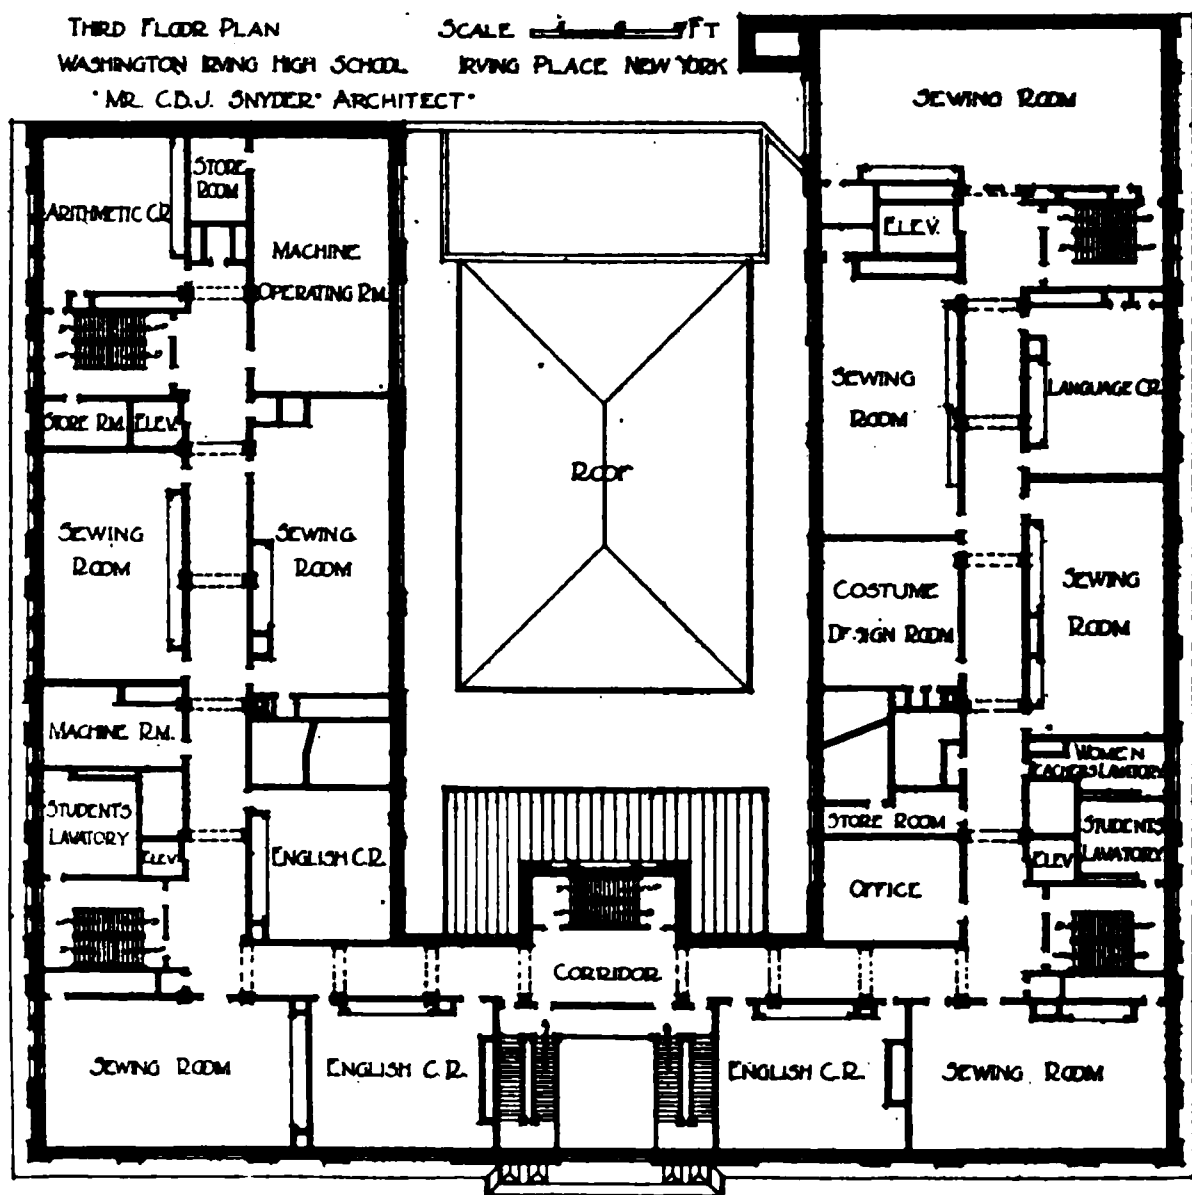 THIRD FLOOR PLAN
SCALE FT
WASHINGTON IRVING HIGH SCHOOL IRVING PLACE NEW YORK
"MR. C.B.J. SNYDER" ARCHITECT"
SEWING ROOM
STORE
ROOM
ARITHMETIC C.R.
ELEV.
MACHINE
OPERATING RM.
SEWING
ROOM
LANGUAGE C.R.
STORE RM.
ELEV.
ROOF
SEWING
ROOM
SEWING
ROOM
COSTUME
DESIGN ROOM
SEWING
ROOM
MACHINE RM.
WOMEN
TEACHERS LAVATORY
STUDENTS
LAVATORY
STORE ROOM
STUDENTS
LAVATORY
ELEV.
ENGLISH C.R.
ELEV.
OFFICE
CORRIDOR
SEWING ROOM
ENGLISH C.R.
ENGLISH C.R.
SEWING ROOM